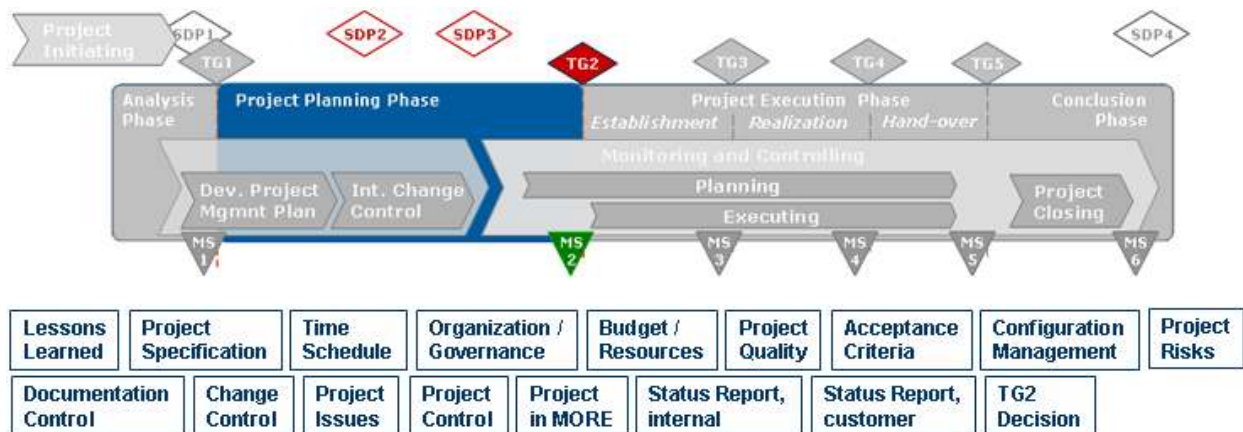 Project
Initiating
SDP1
SDP2
SDP3
SDP4
TG1
TG2
TG3
TG4
TG5
Analysis
Phase
Project Planning Phase
Project Execution Phase
Establishment
Realization
Hand-over
Conclusion
Phase
Monitoring and Controlling
Dev. Project
Mgmnt Plan
Int. Change
Control
Planning
Executing
Project
Closing
MS
1
MS
2
MS
3
MS
4
MS
5
MS
6
Lessons
Learned
Project
Specification
Time
Schedule
Organization /
Governance
Budget /
Resources
Project
Quality
Acceptance
Criteria
Configuration
Management
Project
Risks
Documentation
Control
Change
Control
Project
Issues
Project
Control
Project
in MORE
Status Report,
internal
Status Report,
customer
TG2
Decision